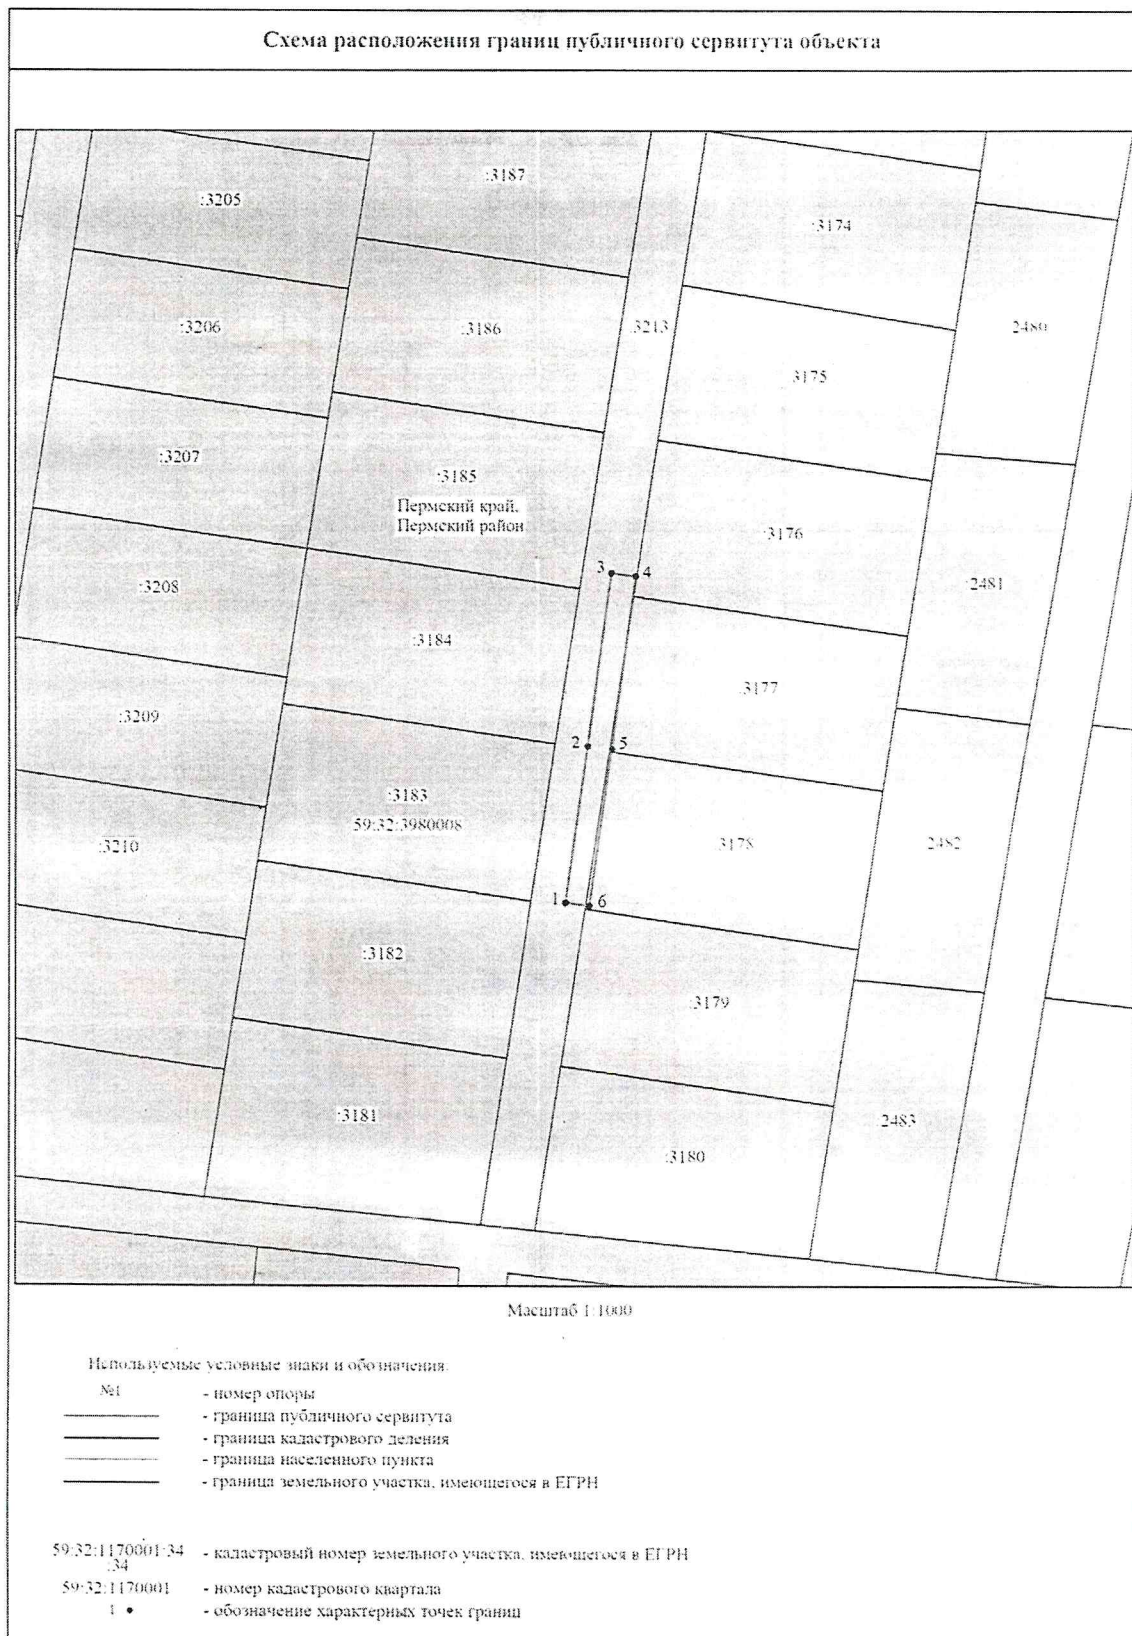 Схема расположения границ публичного сервитута объекта
:3187
:3205
:3174
:3206
:3186
:3213
2480
3175
:3207
:3185
Пермский край,
Пермский район
:3176
3
4
:3208
:2481
:3184
:3177
:3209
2
5
:3183
59:32:3980008
:3210
3178
2482
1
6
:3182
:3179
:3181
2483
:3180
Масштаб 1:1000
Используемые условные знаки и обозначения:
№1 - номер опоры
- граница публичного сервитута
- граница кадастрового деления
- граница населенного пункта
- граница земельного участка, имеющегося в ЕГРН
59:32:1170001:34 - кадастровый номер земельного участка, имеющегося в ЕГРН
:34
59:32:1170001 - номер кадастрового квартала
1 • - обозначение характерных точек границ